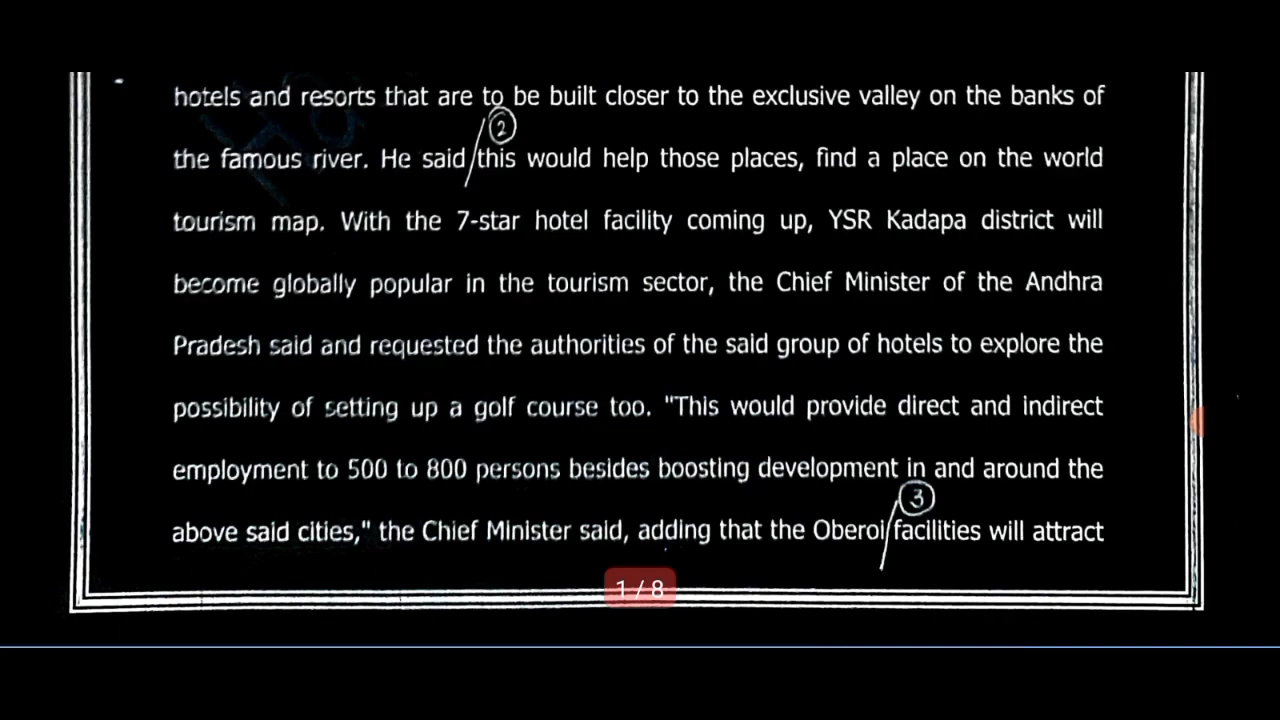 hotels and resorts that are to be built closer to the exclusive valley on the banks of
②
the famous river. He said/this would help those places, find a place on the world
tourism map. With the 7-star hotel facility coming up, YSR Kadapa district will
become globally popular in the tourism sector, the Chief Minister of the Andhra
Pradesh said and requested the authorities of the said group of hotels to explore the
possibility of setting up a golf course too. "This would provide direct and indirect
employment to 500 to 800 persons besides boosting development in and around the
③
above said cities," the Chief Minister said, adding that the Oberoi/facilities will attract
1 / 8